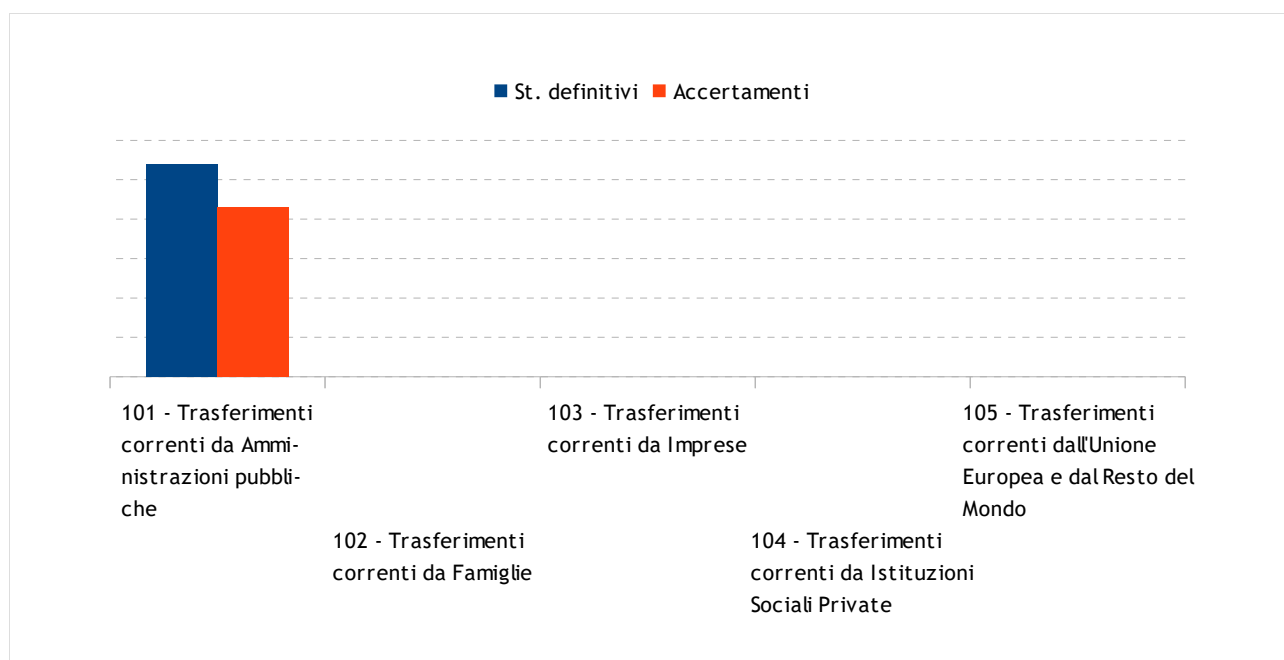 St. definitivi Accertamenti
101 - Trasferimenti
correnti da Ammi-
nistrazioni pubbli-
che
102 - Trasferimenti
correnti da Famiglie
103 - Trasferimenti
correnti da Imprese
104 - Trasferimenti
correnti da Istituzioni
Sociali Private
105 - Trasferimenti
correnti dall'Unione
Europea e dal Resto del
Mondo